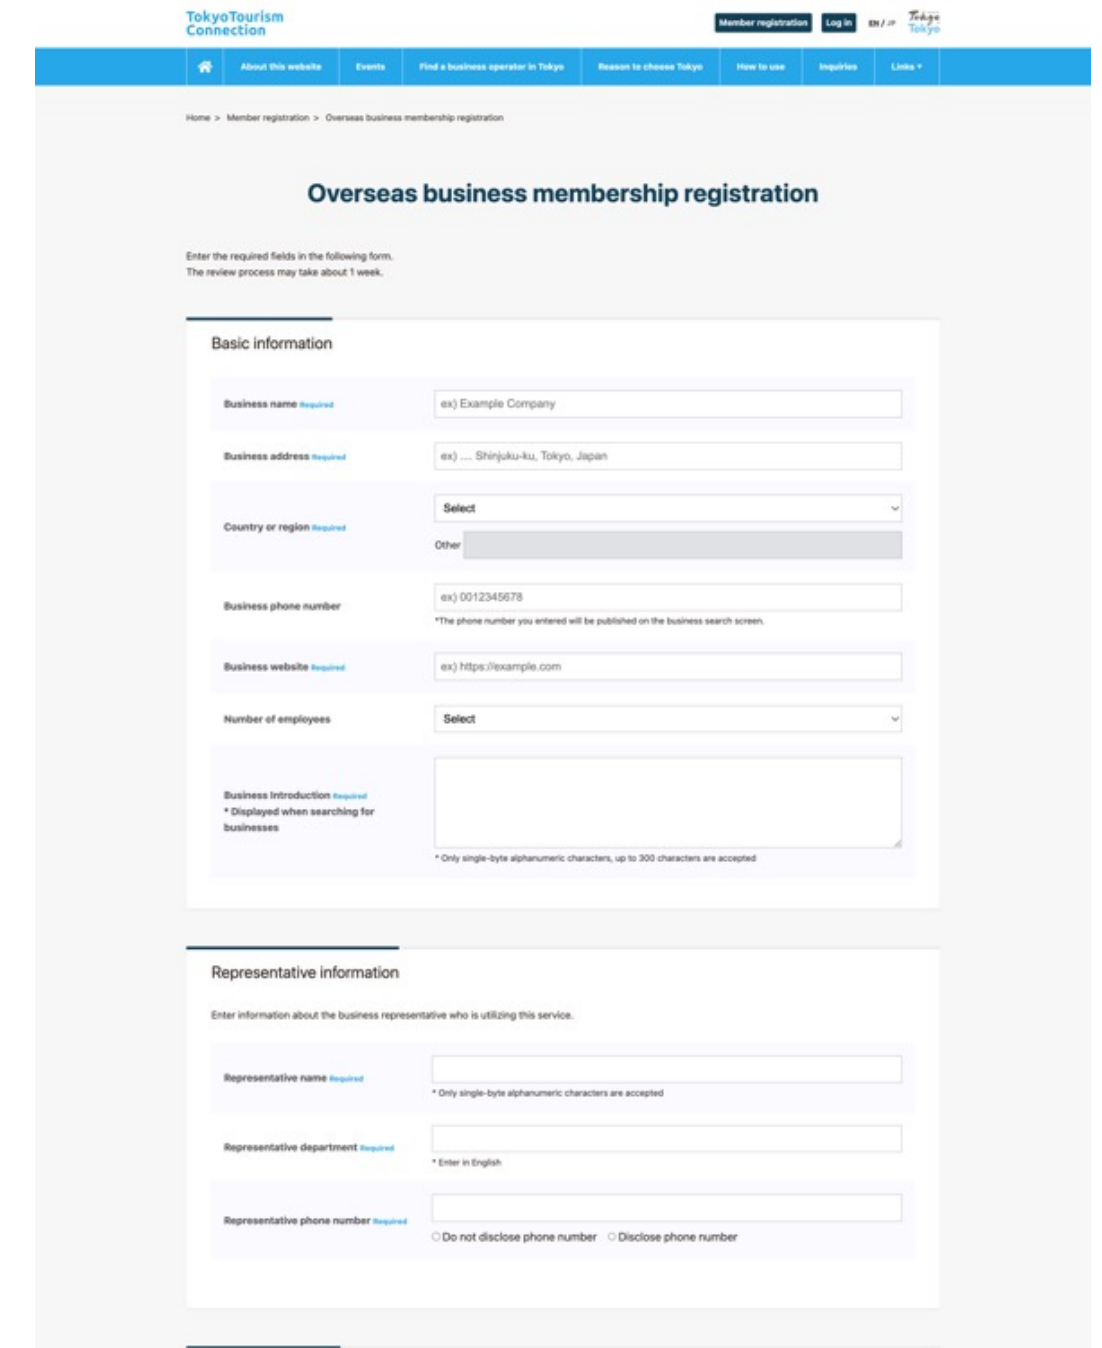 TokyoTourism
Connection
Member registration
Log in
EN / JP
Tokyo
Tokyo
About this website
Events
Find a business operator in Tokyo
Reason to choose Tokyo
How to use
Inquiries
Links ▾
Home > Member registration > Overseas business membership registration
Overseas business membership registration
Enter the required fields in the following form.
The review process may take about 1 week.
Basic information
Business name Required
ex) Example Company
Business address Required
ex) .... Shinjuku-ku, Tokyo, Japan
Country or region Required
Select
Other
Business phone number
ex) 0012345678
*The phone number you entered will be published on the business search screen.
Business website Required
ex) https://example.com
Number of employees
Select
Business Introduction Required
* Displayed when searching for
businesses
* Only single-byte alphanumeric characters, up to 300 characters are accepted
Representative information
Enter information about the business representative who is utilizing this service.
Representative name Required
* Only single-byte alphanumeric characters are accepted
Representative department Required
* Enter in English
Representative phone number Required
Do not disclose phone number
Disclose phone number